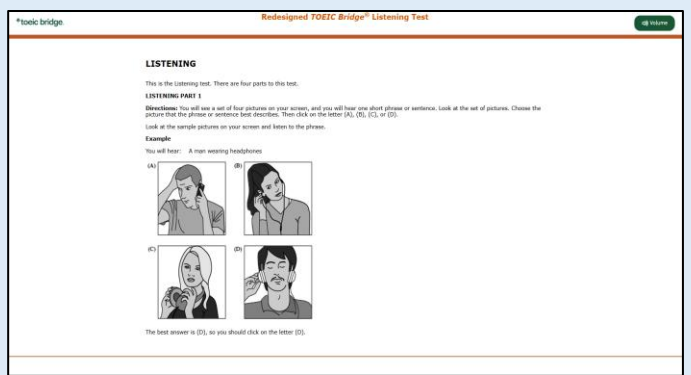 *toeic bridge.
Redesigned TOEIC Bridge® Listening Test
Volume
LISTENING
This is the Listening test. There are four parts to this test.
LISTENING PART 1
Directions: You will see a set of four pictures on your screen, and you will hear one short phrase or sentence. Look at the set of pictures. Choose the
picture that the phrase or sentence best describes. Then click on the letter (A), (B), (C), or (D).
Look at the sample pictures on your screen and listen to the phrase.
Example
You will hear: A man wearing headphones
(A) (B)
(C) (D)
The best answer is (D), so you should click on the letter (D).